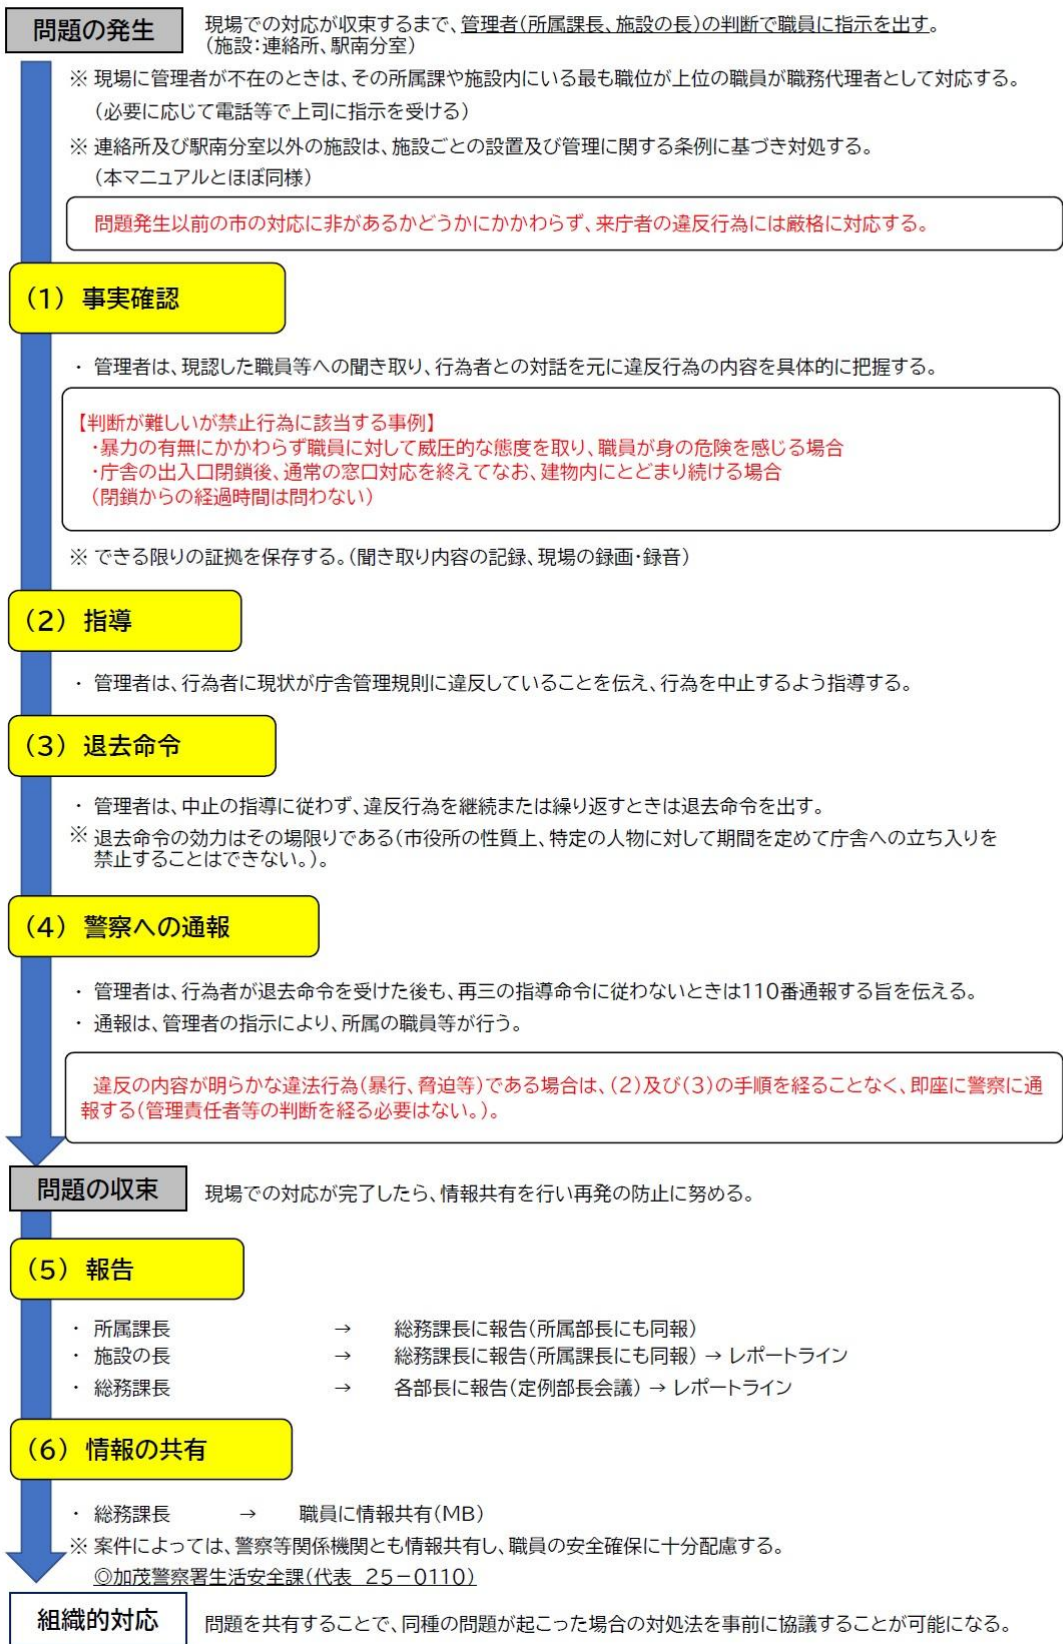 問題の発生
現場での対応が収束するまで、管理者(所属課長、施設の長)の判断で職員に指示を出す。
(施設:連絡所、駅南分室)
※ 現場に管理者が不在のときは、その所属課や施設内にいる最も職位が上位の職員が職務代理者として対応する。
(必要に応じて電話等で上司に指示を受ける)
※ 連絡所及び駅南分室以外の施設は、施設ごとの設置及び管理に関する条例に基づき対処する。
(本マニュアルとほぼ同様)
問題発生以前の市の対応に非があるかどうかにかかわらず、来庁者の違反行為には厳格に対応する。
(1) 事実確認
・ 管理者は、現認した職員等への聞き取り、行為者との対話を元に違反行為の内容を具体的に把握する。
【判断が難しいが禁止行為に該当する事例】
・暴力の有無にかかわらず職員に対して威圧的な態度を取り、職員が身の危険を感じる場合
・庁舎の出入口閉鎖後、通常の窓口対応を終えてなお、建物内にとどまり続ける場合
(閉鎖からの経過時間は問わない)
※ できる限りの証拠を保存する。(聞き取り内容の記録、現場の録画・録音)
(2) 指導
・ 管理者は、行為者に現状が庁舎管理規則に違反していることを伝え、行為を中止するよう指導する。
(3) 退去命令
・ 管理者は、中止の指導に従わず、違反行為を継続または繰り返すときは退去命令を出す。
※ 退去命令の効力はその場限りである(市役所の性質上、特定の人物に対して期間を定めて庁舎への立ち入りを
禁止することはできない。)。
(4) 警察への通報
・ 管理者は、行為者が退去命令を受けた後も、再三の指導命令に従わないときは110番通報する旨を伝える。
・ 通報は、管理者の指示により、所属の職員等が行う。
違反の内容が明らかな違法行為(暴行、脅迫等)である場合は、(2)及び(3)の手順を経ることなく、即座に警察に通
報する(管理責任者等の判断を経る必要はない。)。
問題の収束
現場での対応が完了したら、情報共有を行い再発の防止に努める。
(5) 報告
・ 所属課長 → 総務課長に報告(所属部長にも同報)
・ 施設の長 → 総務課長に報告(所属課長にも同報) → レポートライン
・ 総務課長 → 各部長に報告(定例部長会議) → レポートライン
(6) 情報の共有
・ 総務課長 → 職員に情報共有(MB)
※ 案件によっては、警察等関係機関とも情報共有し、職員の安全確保に十分配慮する。
◎加茂警察署生活安全課(代表 25-0110)
組織的対応
問題を共有することで、同種の問題が起こった場合の対処法を事前に協議することが可能になる。